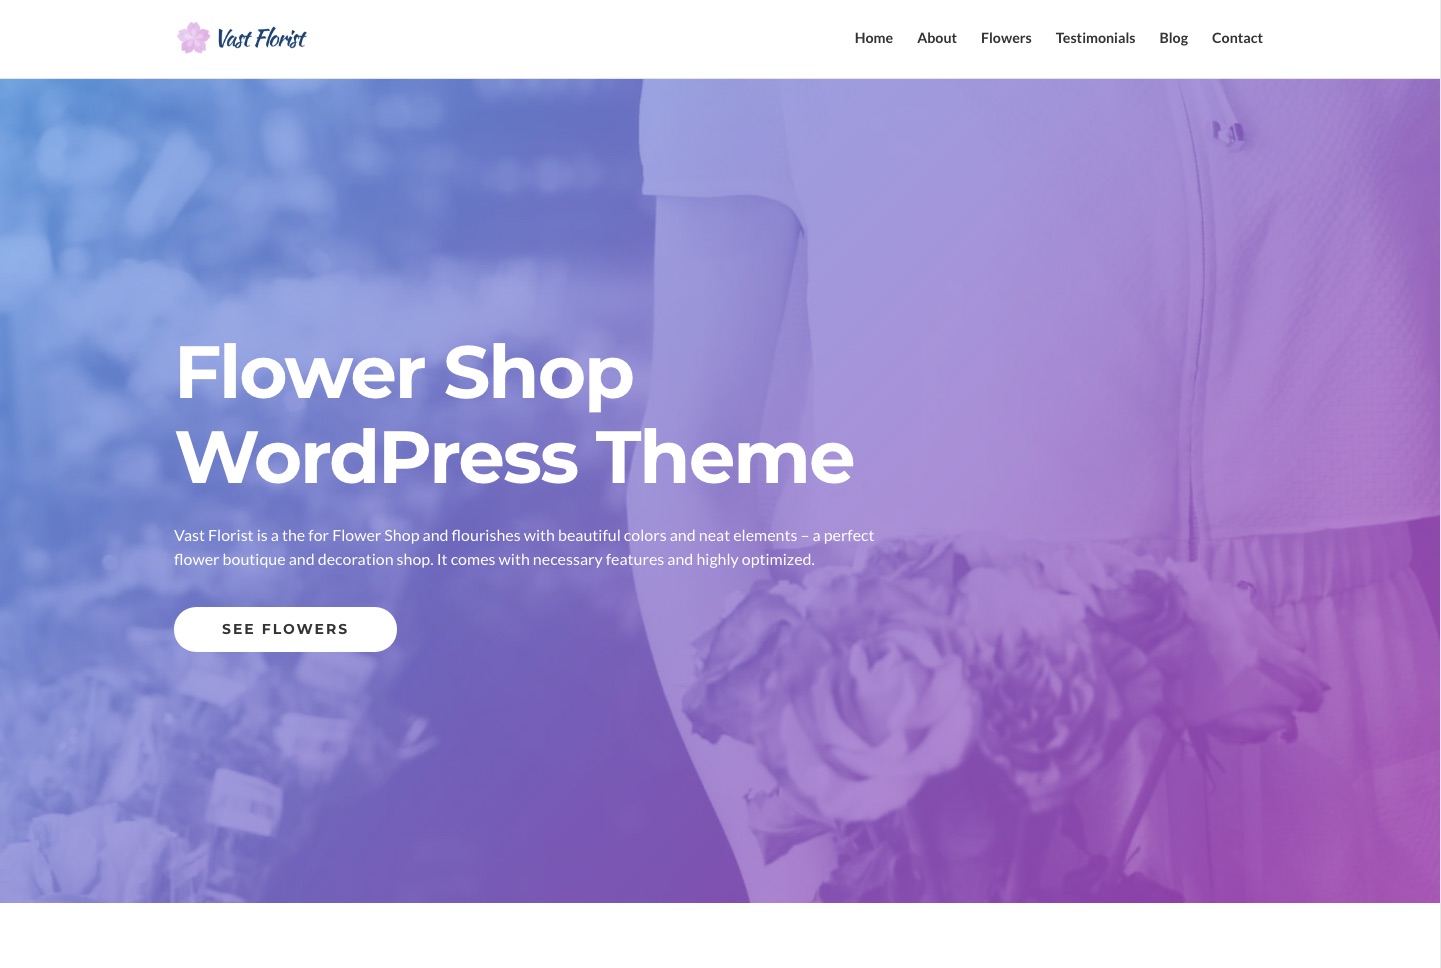 Vast Florist
Home About Flowers Testimonials Blog Contact
Flower Shop
WordPress Theme
Vast Florist is a the for Flower Shop and flourishes with beautiful colors and neat elements – a perfect
flower boutique and decoration shop. It comes with necessary features and highly optimized.
SEE FLOWERS